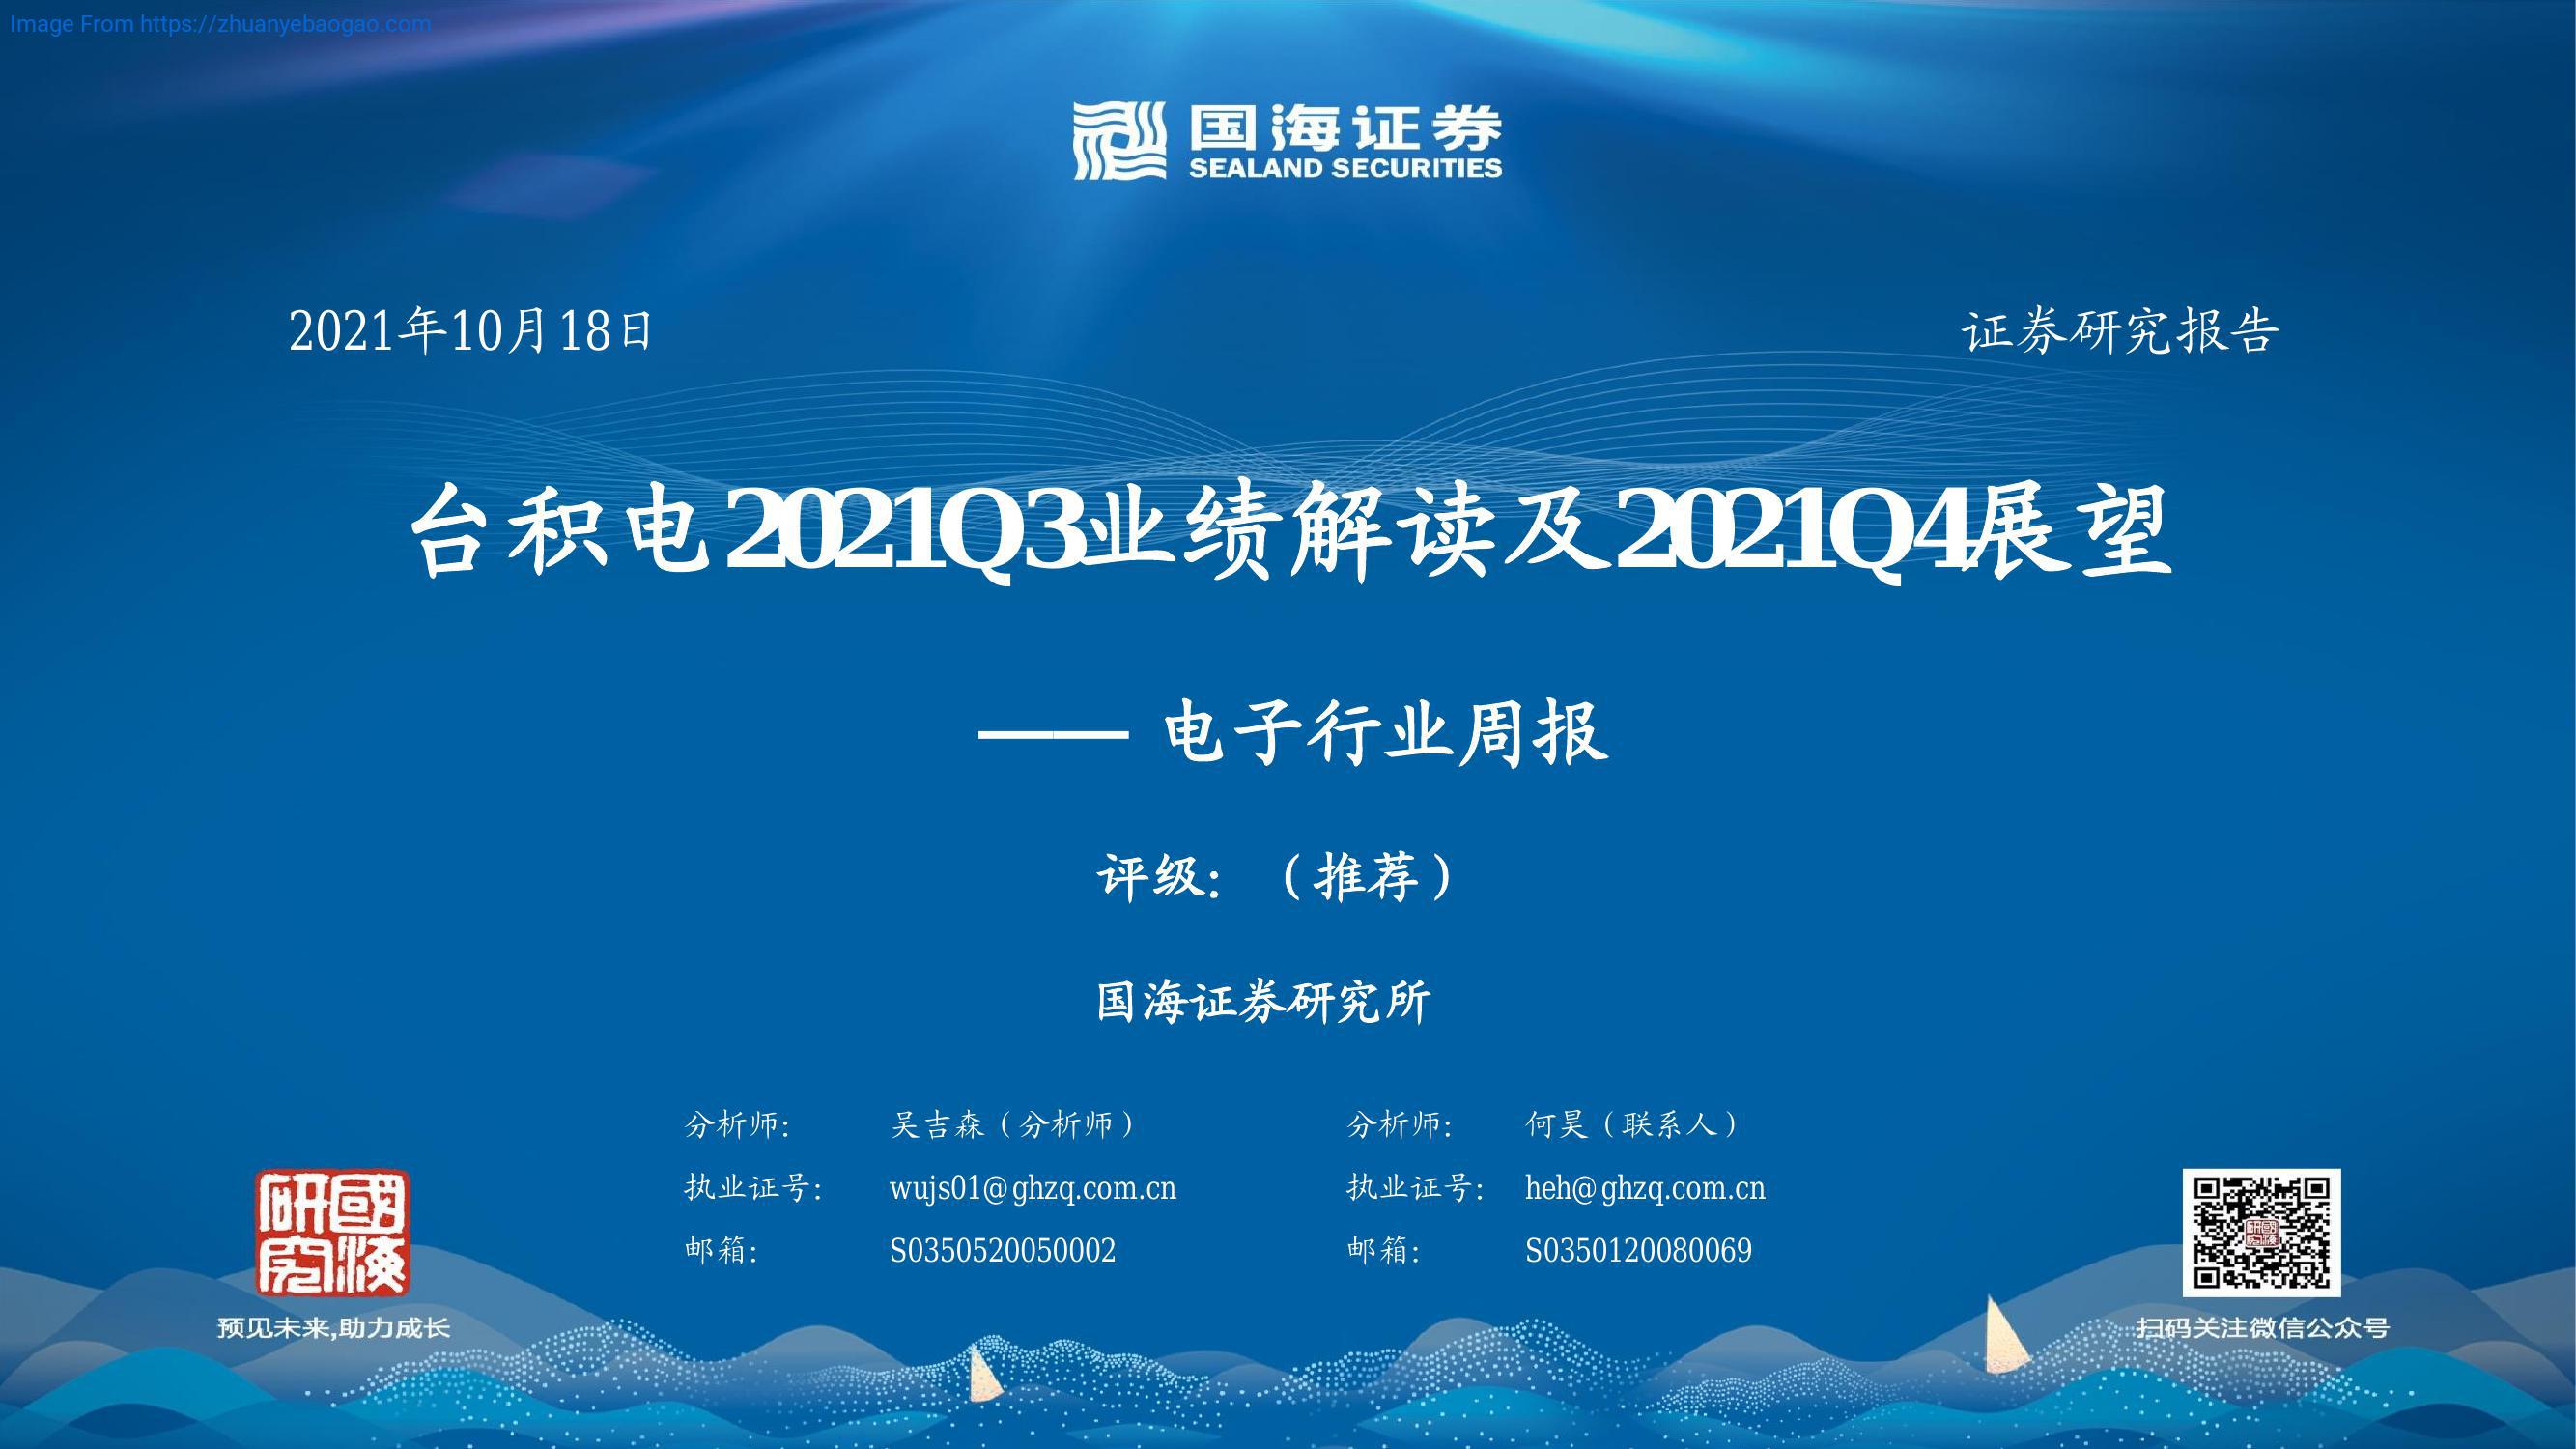 Image From https://zhuanyebaogao.com
国海证券
SEALAND SECURITIES
2021年10月18日
证券研究报告
台积电2021Q3业绩解读及2021Q4展望
—— 电子行业周报
评级：（推荐）
国海证券研究所
分析师： 吴吉森（分析师） 分析师： 何昊（联系人）
执业证号： wujs01@ghzq.com.cn 执业证号： heh@ghzq.com.cn
邮箱： S0350520050002 邮箱： S0350120080069
國海研究
预见未来,助力成长
扫码关注微信公众号